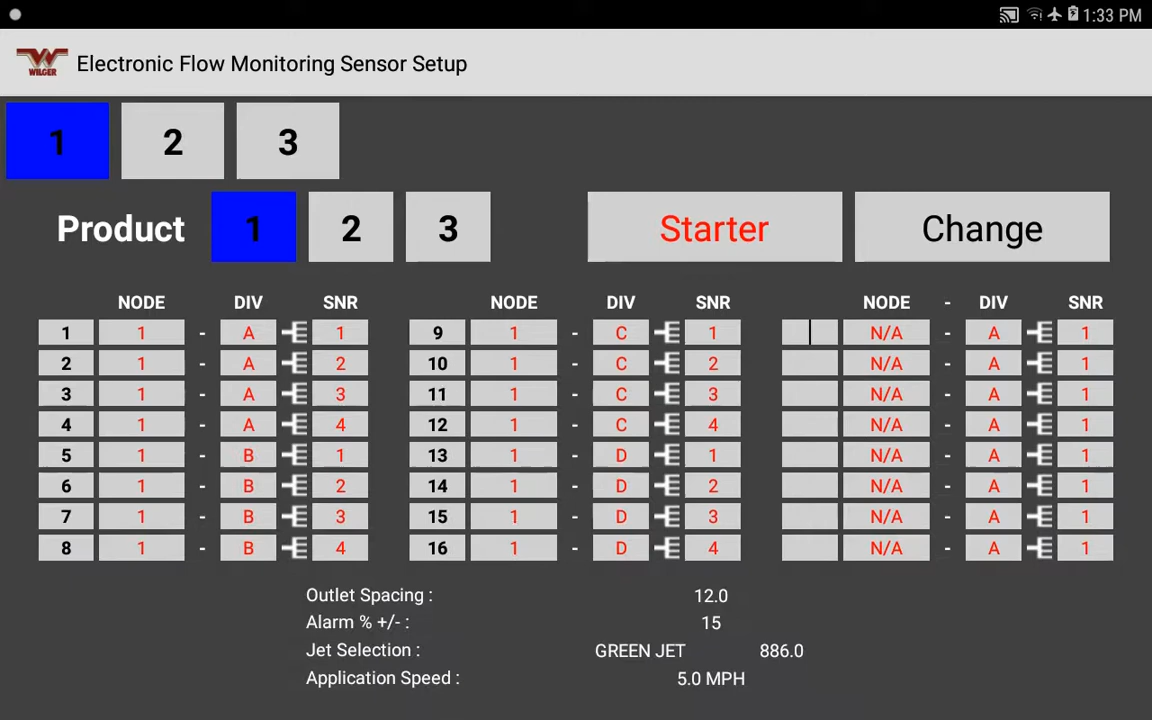 1:33 PM
WILGER Electronic Flow Monitoring Sensor Setup
1 2 3
Product 1 2 3 Starter Change
NODE DIV SNR NODE DIV SNR NODE - DIV SNR
1 1 - A 1 9 1 - C 1 N/A - A 1
2 1 - A 2 10 1 - C 2 N/A - A 1
3 1 - A 3 11 1 - C 3 N/A - A 1
4 1 - A 4 12 1 - C 4 N/A - A 1
5 1 - B 1 13 1 - D 1 N/A - A 1
6 1 - B 2 14 1 - D 2 N/A - A 1
7 1 - B 3 15 1 - D 3 N/A - A 1
8 1 - B 4 16 1 - D 4 N/A - A 1
Outlet Spacing : 12.0
Alarm % +/- : 15
Jet Selection : GREEN JET 886.0
Application Speed : 5.0 MPH